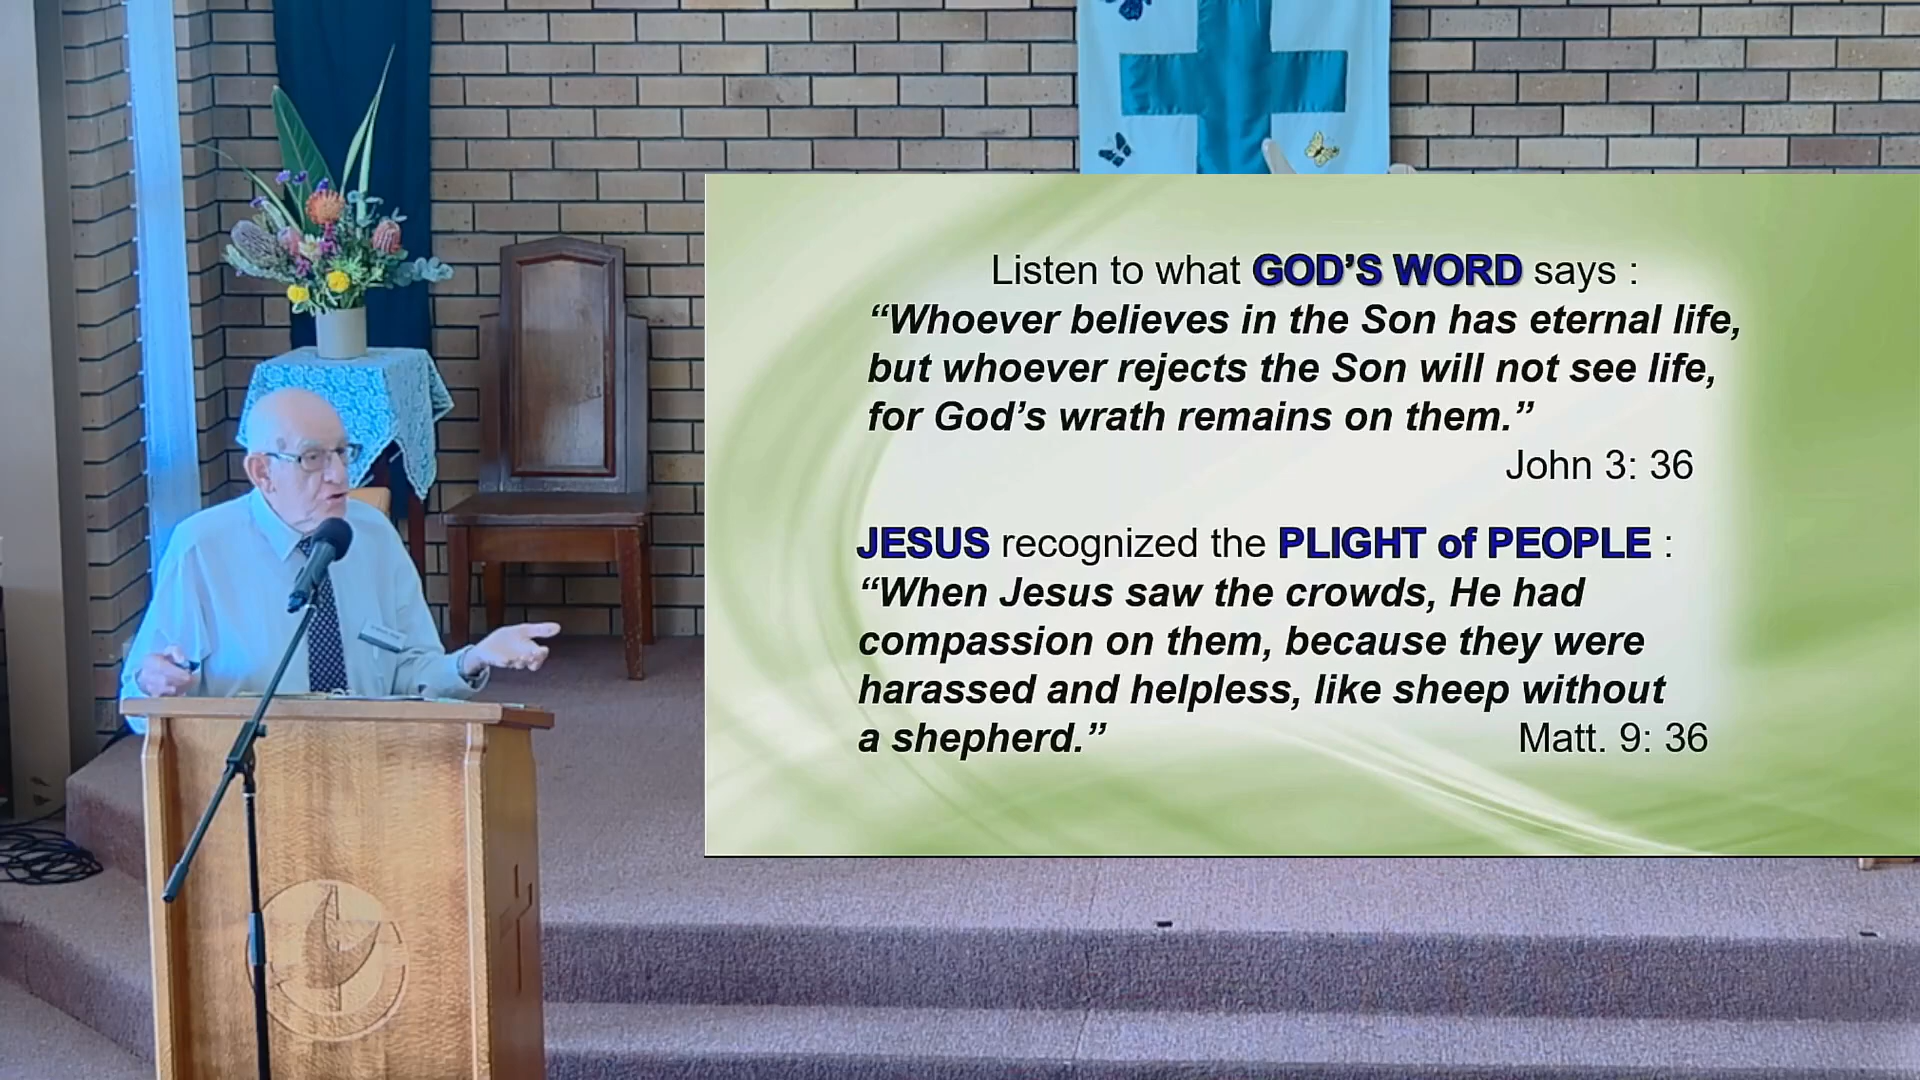 Listen to what GOD’S WORD says :
“Whoever believes in the Son has eternal life,
but whoever rejects the Son will not see life,
for God’s wrath remains on them.”
John 3: 36
JESUS recognized the PLIGHT of PEOPLE :
“When Jesus saw the crowds, He had
compassion on them, because they were
harassed and helpless, like sheep without
a shepherd.” Matt. 9: 36